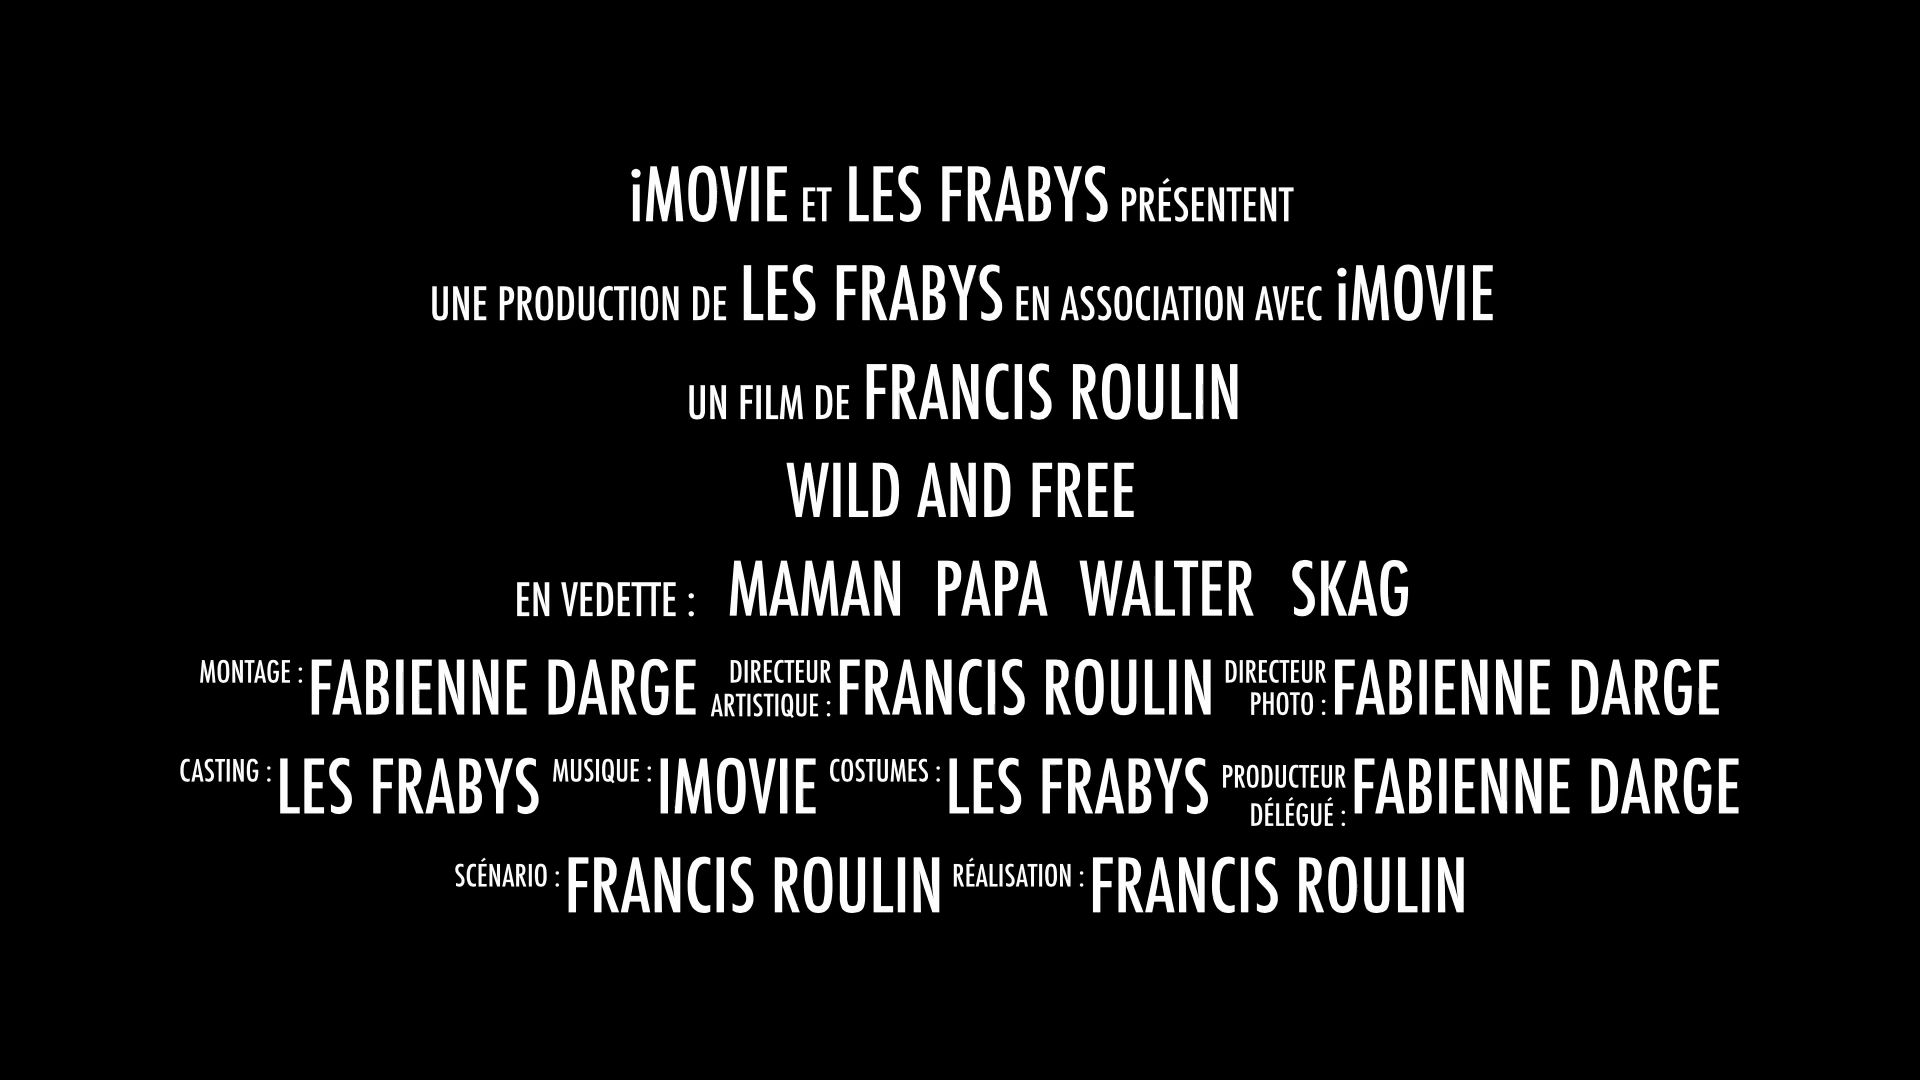 iMOVIE ET LES FRABYS PRÉSENTENT
UNE PRODUCTION DE LES FRABYS EN ASSOCIATION AVEC iMOVIE
UN FILM DE FRANCIS ROULIN
WILD AND FREE
EN VEDETTE : MAMAN PAPA WALTER SKAG
MONTAGE : FABIENNE DARGE DIRECTEUR ARTISTIQUE : FRANCIS ROULIN DIRECTEUR PHOTO : FABIENNE DARGE
CASTING : LES FRABYS MUSIQUE : IMOVIE COSTUMES : LES FRABYS PRODUCTEUR DÉLÉGUÉ : FABIENNE DARGE
SCÉNARIO : FRANCIS ROULIN RÉALISATION : FRANCIS ROULIN